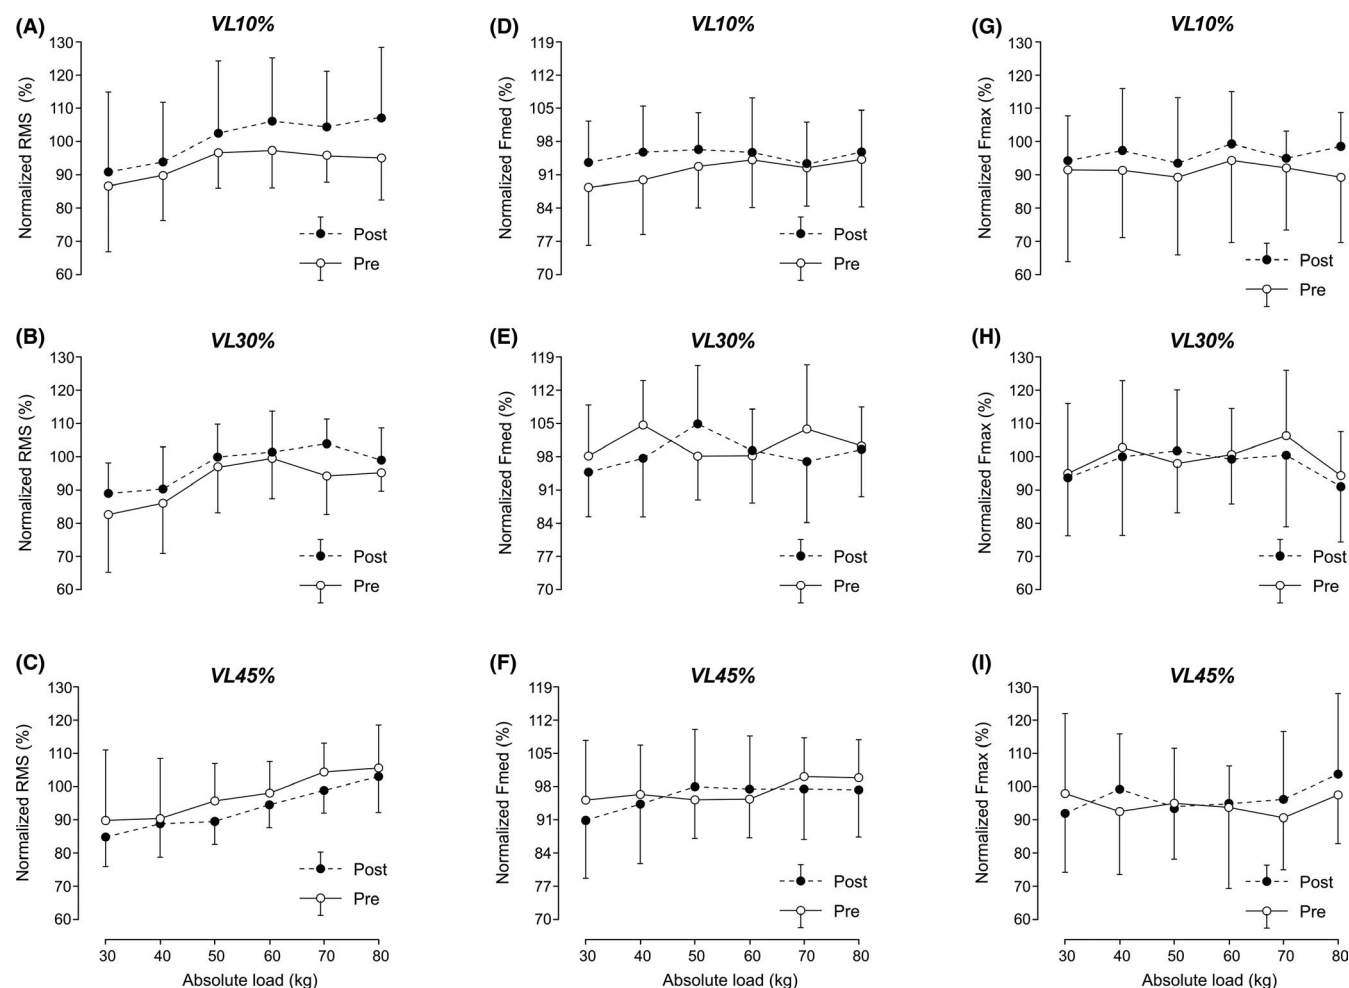 (A) VL10%
Normalized RMS (%)
130
120
110
100
90
80
70
60
Post
Pre
(D) VL10%
Normalized Fmed (%)
119
112
105
98
91
84
77
70
Post
Pre
(G) VL10%
Normalized Fmax (%)
130
120
110
100
90
80
70
60
Post
Pre
(B) VL30%
Normalized RMS (%)
130
120
110
100
90
80
70
60
Post
Pre
(E) VL30%
Normalized Fmed (%)
119
112
105
98
91
84
77
70
Post
Pre
(H) VL30%
Normalized Fmax (%)
130
120
110
100
90
80
70
60
Post
Pre
(C) VL45%
Normalized RMS (%)
130
120
110
100
90
80
70
60
Post
Pre
30 40 50 60 70 80
Absolute load (kg)
(F) VL45%
Normalized Fmed (%)
119
112
105
98
91
84
77
70
Post
Pre
30 40 50 60 70 80
Absolute load (kg)
(I) VL45%
Normalized Fmax (%)
130
120
110
100
90
80
70
60
Post
Pre
30 40 50 60 70 80
Absolute load (kg)